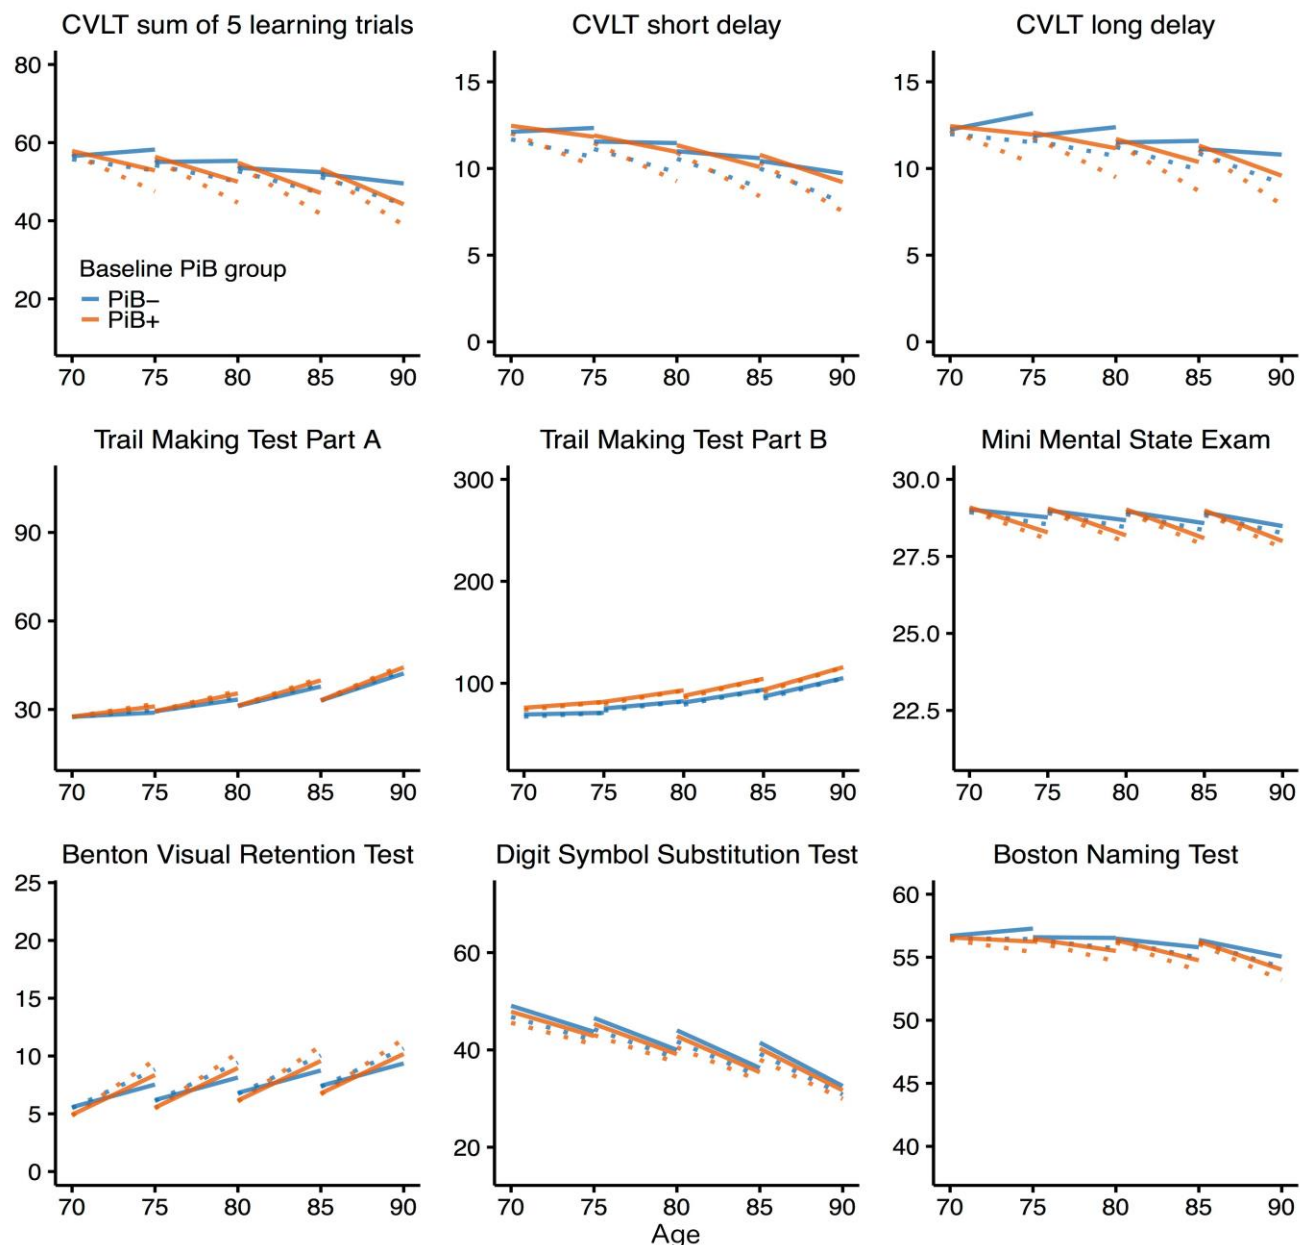 CVLT sum of 5 learning trials
80
60
40
20
Baseline PiB group
PiB−
PiB+
70 75 80 85 90
CVLT short delay
15
10
5
0
70 75 80 85 90
CVLT long delay
15
10
5
0
70 75 80 85 90
Trail Making Test Part A
90
60
30
70 75 80 85 90
Trail Making Test Part B
300
200
100
70 75 80 85 90
Mini Mental State Exam
30.0
27.5
25.0
22.5
70 75 80 85 90
Benton Visual Retention Test
25
20
15
10
5
0
70 75 80 85 90
Digit Symbol Substitution Test
60
40
20
70 75 80 85 90
Age
Boston Naming Test
60
55
50
45
40
70 75 80 85 90